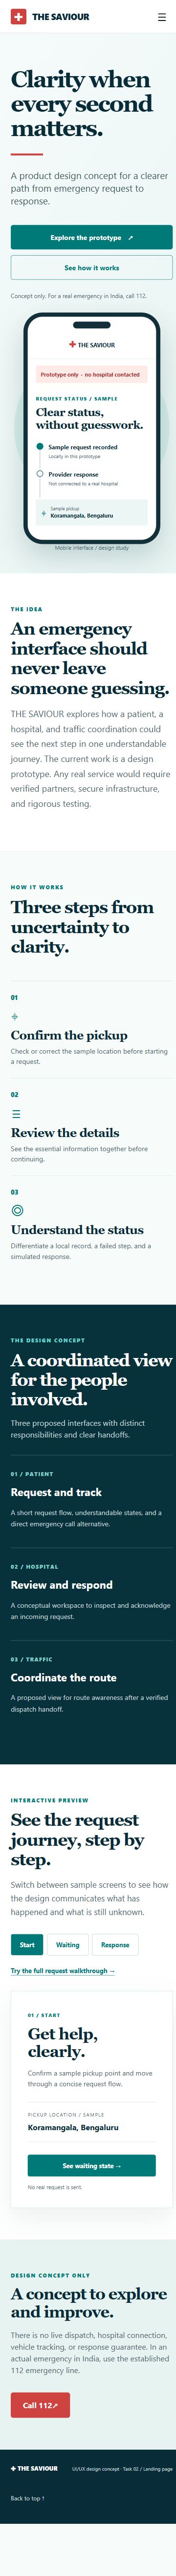 THE SAVIOUR
Clarity when
every second
matters.
A product design concept for a clearer
path from emergency request to
response.
Explore the prototype ↗
See how it works
Concept only. For a real emergency in India, call 112.
THE SAVIOUR
Prototype only - no hospital contacted
REQUEST STATUS / SAMPLE
Clear status,
without guesswork.
Sample request recorded
Locally in this prototype
Provider response
Not connected to a real hospital
Sample pickup
Koramangala, Bengaluru
Mobile interface / design study
THE IDEA
An emergency
interface should
never leave
someone guessing.
THE SAVIOUR explores how a patient, a
hospital, and traffic coordination could
see the next step in one understandable
journey. The current work is a design
prototype. Any real service would require
verified partners, secure infrastructure,
and rigorous testing.
HOW IT WORKS
Three steps from
uncertainty to
clarity.
01
Confirm the pickup
Check or correct the sample location before starting
a request.
02
Review the details
See the essential information together before
continuing.
03
Understand the status
Differentiate a local record, a failed step, and a
simulated response.
THE DESIGN CONCEPT
A coordinated view
for the people
involved.
Three proposed interfaces with distinct
responsibilities and clear handoffs.
01 / PATIENT
Request and track
A short request flow, understandable states, and a
direct emergency call alternative.
02 / HOSPITAL
Review and respond
A conceptual workspace to inspect and acknowledge
an incoming request.
03 / TRAFFIC
Coordinate the route
A proposed view for route awareness after a verified
dispatch handoff.
INTERACTIVE PREVIEW
See the request
journey, step by
step.
Switch between sample screens to see how
the design communicates what has
happened and what is still unknown.
Start Waiting Response
Try the full request walkthrough →
01 / START
Get help,
clearly.
Confirm a sample pickup point and move
through a concise request flow.
PICKUP LOCATION / SAMPLE
Koramangala, Bengaluru
See waiting state →
No real request is sent.
DESIGN CONCEPT ONLY
A concept to explore
and improve.
There is no live dispatch, hospital connection,
vehicle tracking, or response guarantee. In an
actual emergency in India, use the established
112 emergency line.
Call 112↗
THE SAVIOUR UI/UX design concept · Task 02 / Landing page
Back to top ↑